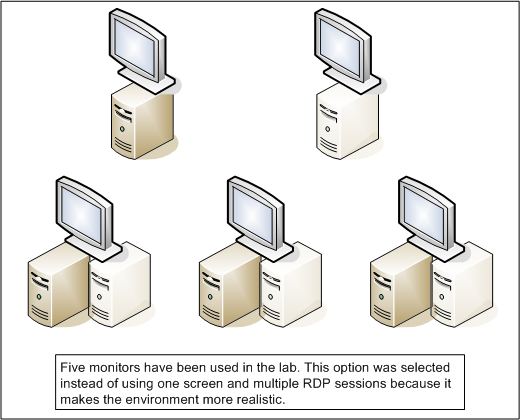 Five monitors have been used in the lab. This option was selected
instead of using one screen and multiple RDP sessions because it
makes the environment more realistic.